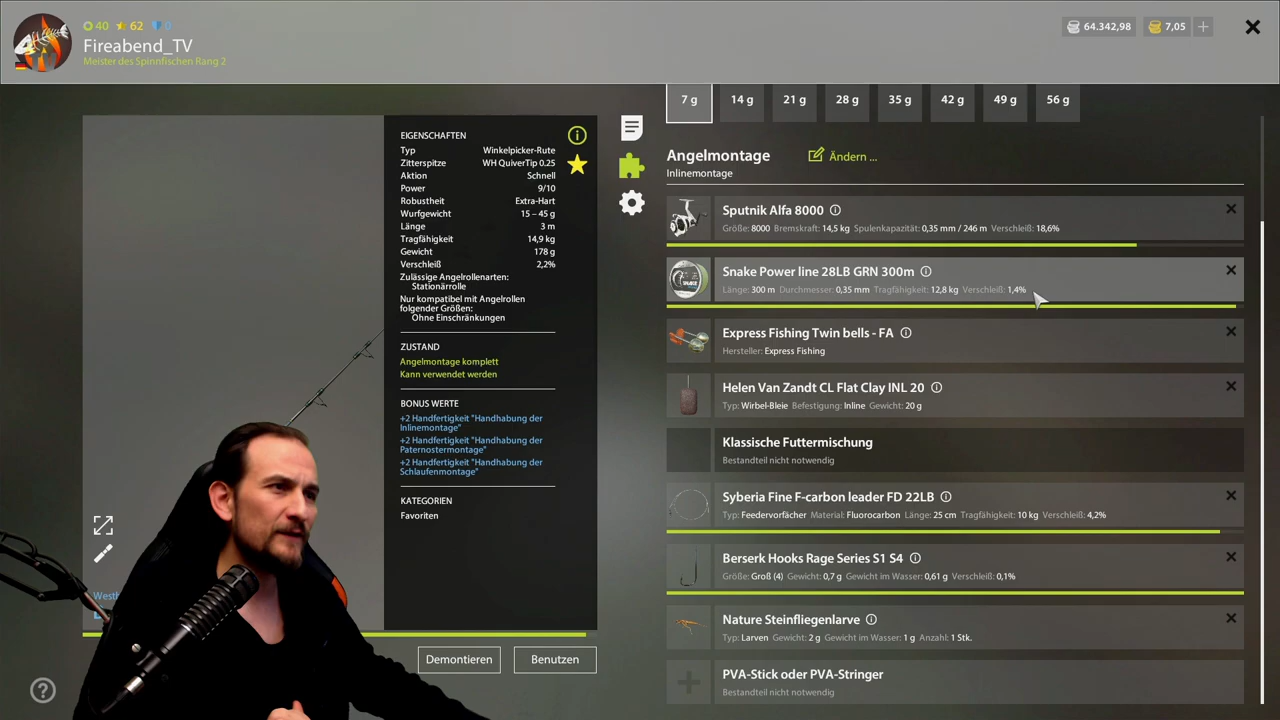 40 62 0
Fireabend_TV
Meister des Spinnfischen Rang 2
64.342,98 7,05
7 g 14 g 21 g 28 g 35 g 42 g 49 g 56 g
EIGENSCHAFTEN
Typ Winkelpicker-Rute
Zitterspitze WH QuiverTip 0.25
Aktion Schnell
Power 9/10
Robustheit Extra-Hart
Wurfgewicht 15 – 45 g
Länge 3 m
Tragfähigkeit 14,9 kg
Gewicht 178 g
Verschleiß 2,2%
Zulässige Angelrollenarten:
Stationärrolle
Nur kompatibel mit Angelrollen
folgender Größen:
Ohne Einschränkungen
ZUSTAND
Angelmontage komplett
Kann verwendet werden
BONUS WERTE
+2 Handfertigkeit "Handhabung der
Inlinemontage"
+2 Handfertigkeit "Handhabung der
Paternostermontage"
+2 Handfertigkeit "Handhabung der
Schlaufenmontage"
KATEGORIEN
Favoriten
Demontieren Benutzen
Angelmontage Ändern ...
Inlinemontage
Sputnik Alfa 8000
Größe: 8000 Bremskraft: 14,5 kg Spulenkapazität: 0,35 mm / 246 m Verschleiß: 18,6%
Snake Power line 28LB GRN 300m
Länge: 300 m Durchmesser: 0,35 mm Tragfähigkeit: 12,8 kg Verschleiß: 1,4%
Express Fishing Twin bells - FA
Hersteller: Express Fishing
Helen Van Zandt CL Flat Clay INL 20
Typ: Wirbel-Bleie Befestigung: Inline Gewicht: 20 g
Klassische Futtermischung
Bestandteil nicht notwendig
Syberia Fine F-carbon leader FD 22LB
Typ: Feedervorfächer Material: Fluorocarbon Länge: 25 cm Tragfähigkeit: 10 kg Verschleiß: 4,2%
Berserk Hooks Rage Series S1 S4
Größe: Groß (4) Gewicht: 0,7 g Gewicht im Wasser: 0,61 g Verschleiß: 0,1%
Nature Steinfliegenlarve
Typ: Larven Gewicht: 2 g Gewicht im Wasser: 1 g Anzahl: 1 Stk.
PVA-Stick oder PVA-Stringer
Bestandteil nicht notwendig